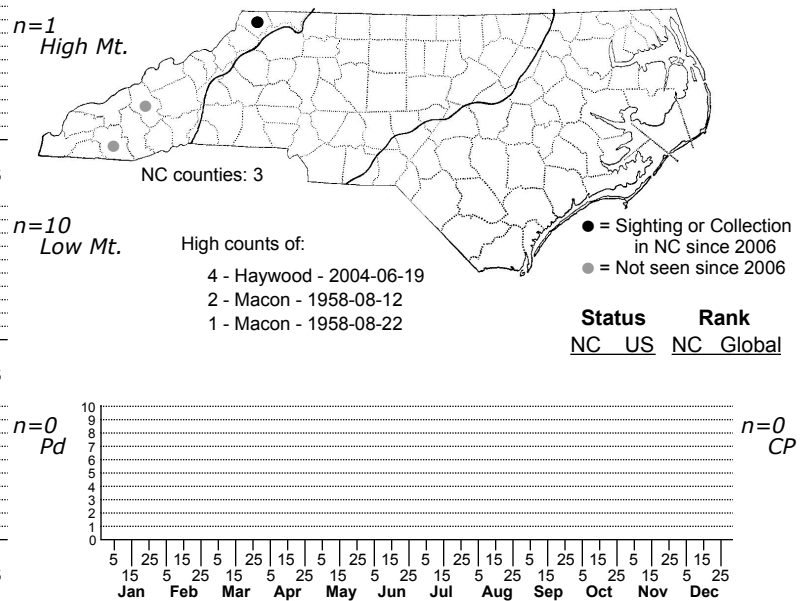 n=1
High Mt.
NC counties: 3
n=10
Low Mt.
High counts of:
4 - Haywood - 2004-06-19
2 - Macon - 1958-08-12
1 - Macon - 1958-08-22
● = Sighting or Collection
in NC since 2006
● = Not seen since 2006
Status Rank
NC US NC Global
n=0
Pd
n=0
CP
10
9
8
7
6
5
4
3
2
1
0
5 25 15 5 25 15 5 25 15 5 25 15 5 25 15 5 25 15
15 5 25 15 5 25 15 5 25 15 5 25 15 5 25 15 5 25
Jan Feb Mar Apr May Jun Jul Aug Sep Oct Nov Dec